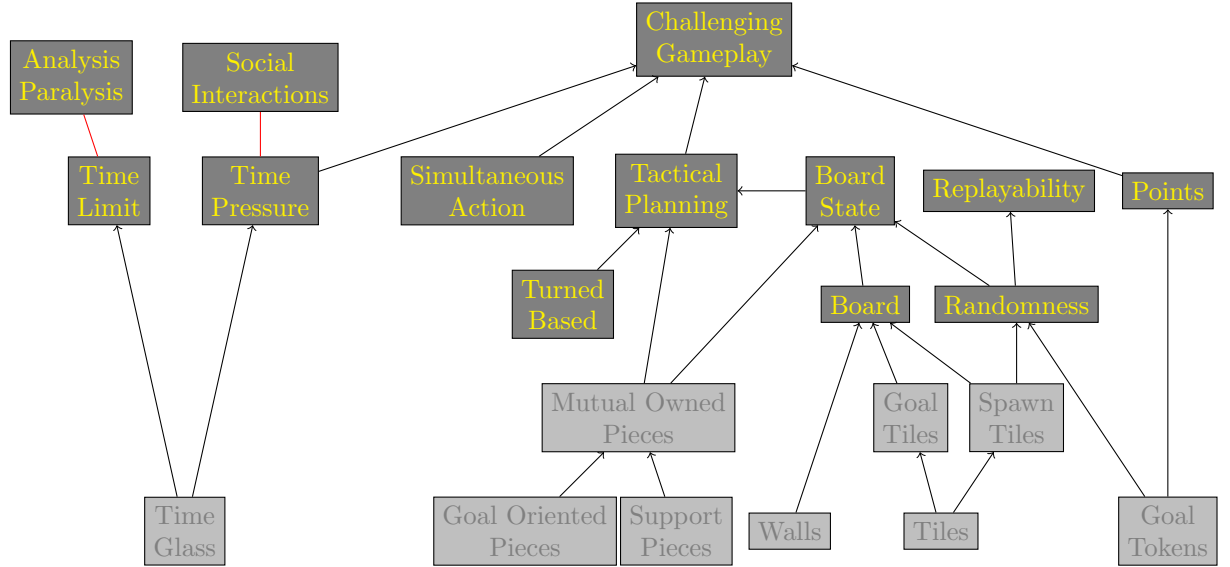 Challenging
Gameplay
Analysis
Paralysis
Social
Interactions
Time
Limit
Time
Pressure
Simultaneous
Action
Tactical
Planning
Board
State
Replayability
Points
Turned
Based
Board
Randomness
Mutual Owned
Pieces
Goal
Tiles
Spawn
Tiles
Time
Glass
Goal Oriented
Pieces
Support
Pieces
Walls
Tiles
Goal
Tokens